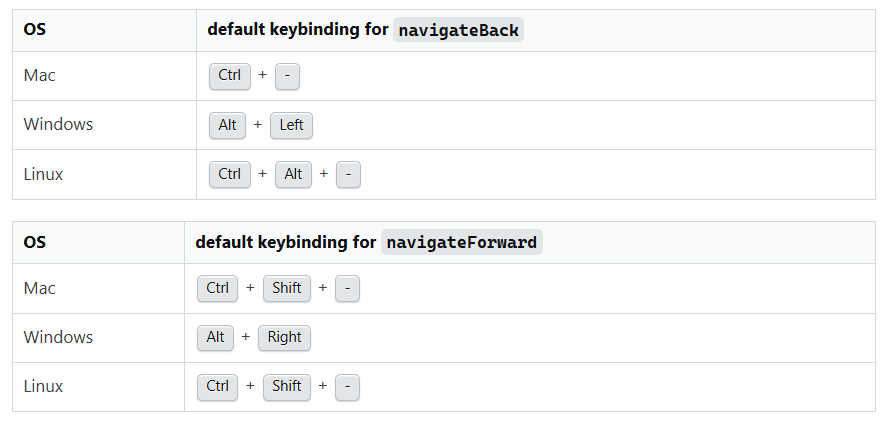 OS default keybinding for navigateBack
Mac Ctrl + -
Windows Alt + Left
Linux Ctrl + Alt + -
OS default keybinding for navigateForward
Mac Ctrl + Shift + -
Windows Alt + Right
Linux Ctrl + Shift + -